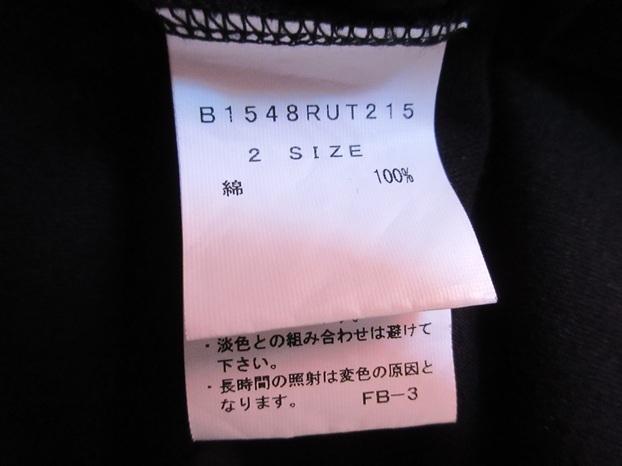 B1548RUT215
2 SIZE
綿 100%
・淡色との組み合わせは避けて
下さい。
・長時間の照射は変色の原因と
なります。 FB-3